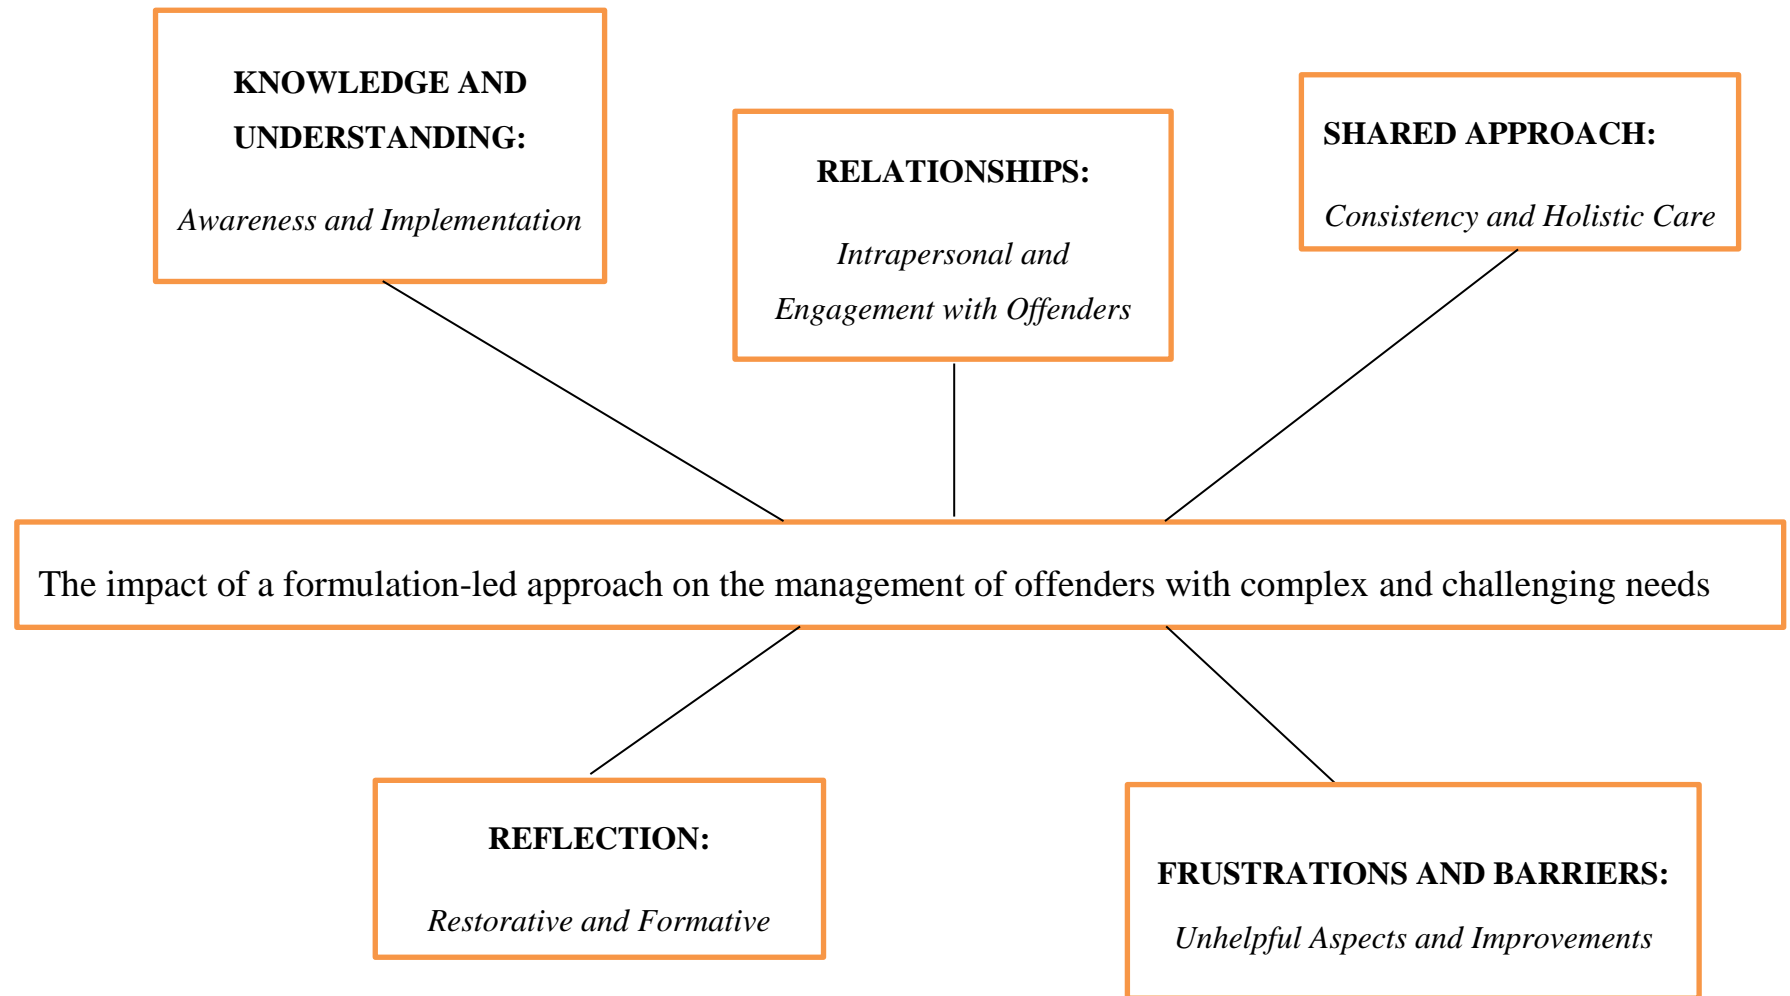 KNOWLEDGE AND
UNDERSTANDING:
Awareness and Implementation
RELATIONSHIPS:
Intrapersonal and
Engagement with Offenders
SHARED APPROACH:
Consistency and Holistic Care
The impact of a formulation-led approach on the management of offenders with complex and challenging needs
REFLECTION:
Restorative and Formative
FRUSTRATIONS AND BARRIERS:
Unhelpful Aspects and Improvements